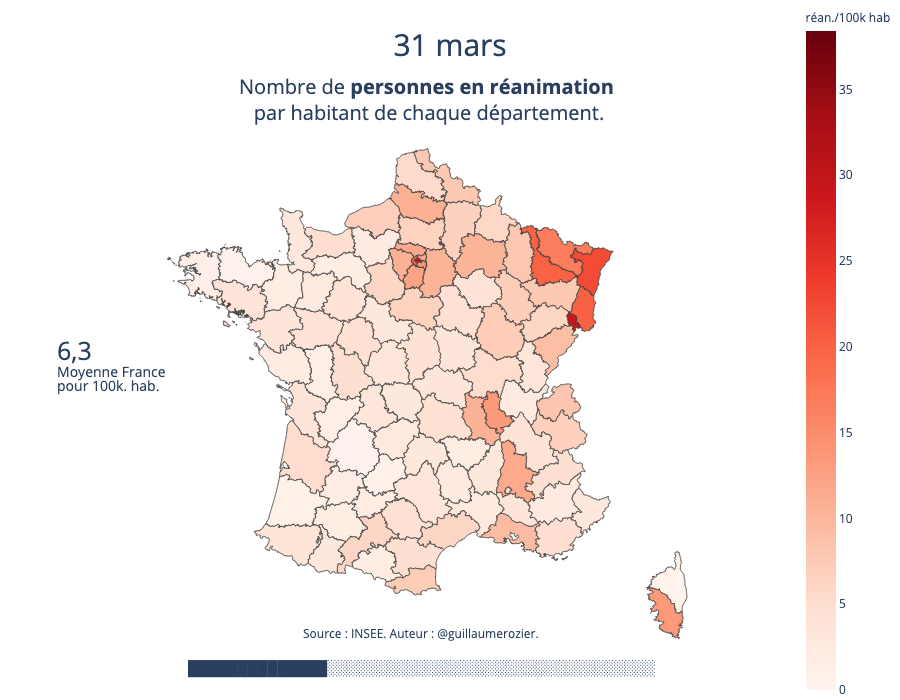 31 mars
Nombre de personnes en réanimation
par habitant de chaque département.
6,3
Moyenne France
pour 100k. hab.
réan./100k hab
35
30
25
20
15
10
5
0
Source : INSEE. Auteur : @guillaumerozier.